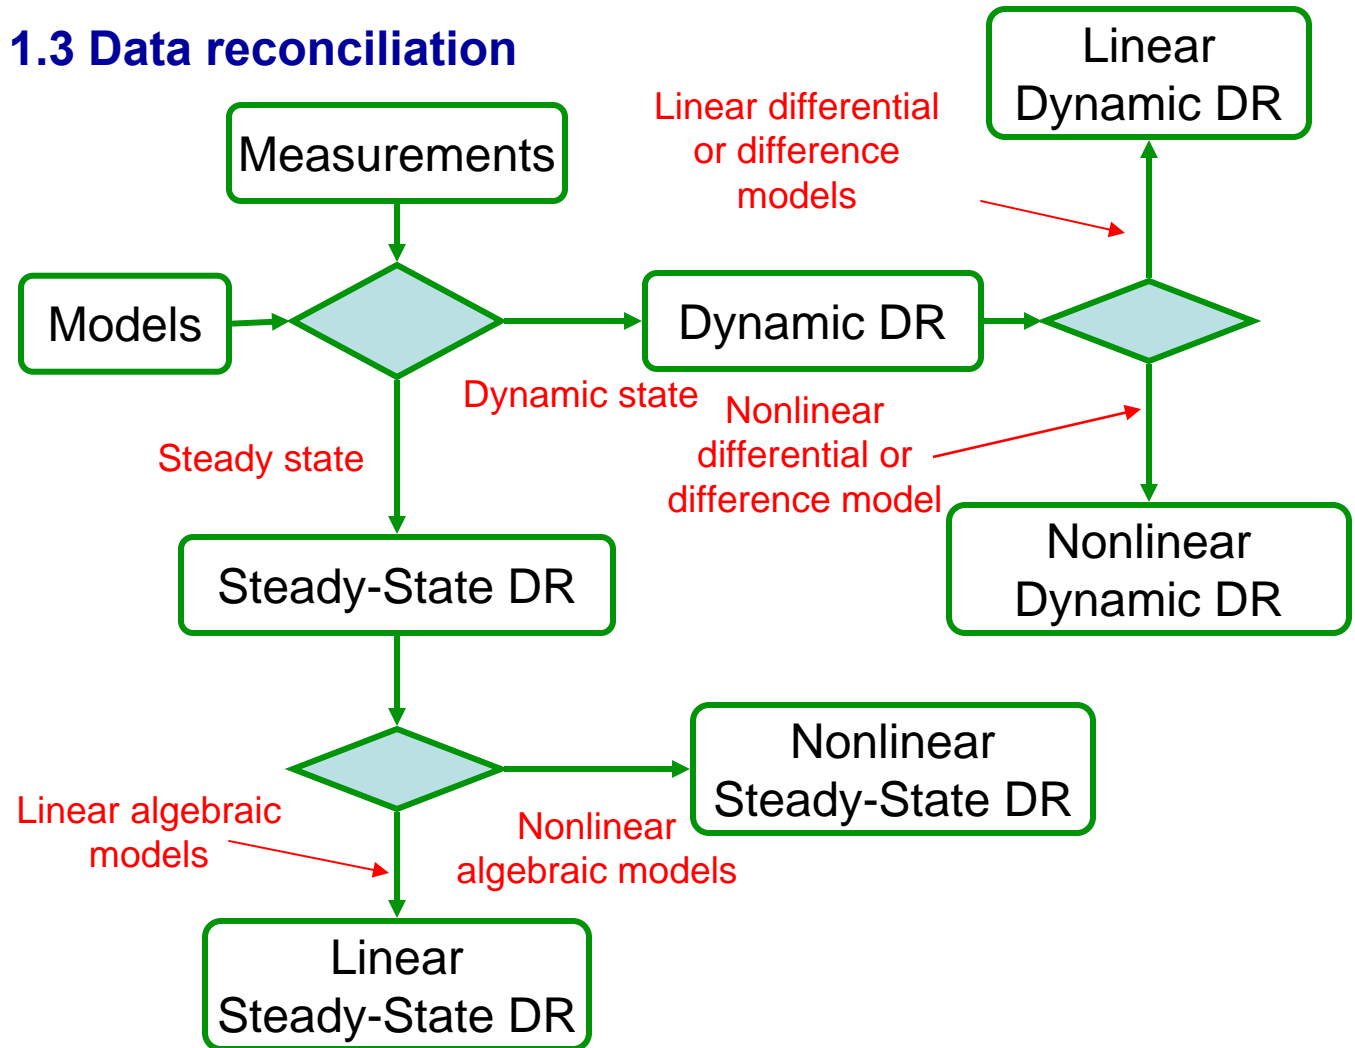 1.3 Data reconciliation
Linear
Dynamic DR
Linear differential
or difference
models
Measurements
Models
Dynamic DR
Dynamic state
Nonlinear
differential or
difference model
Steady state
Nonlinear
Dynamic DR
Steady-State DR
Nonlinear
Steady-State DR
Linear algebraic
models
Nonlinear
algebraic models
Linear
Steady-State DR